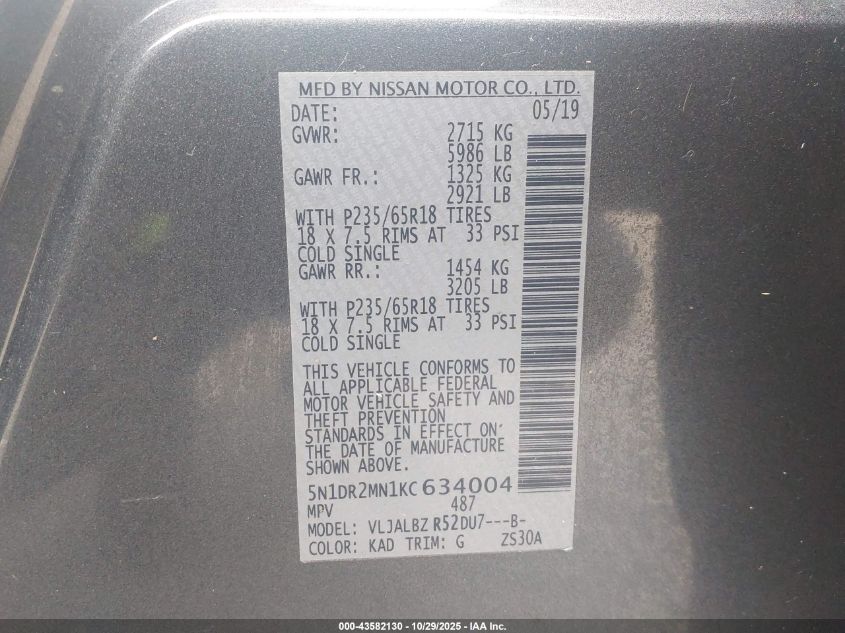 MFD BY NISSAN MOTOR CO., LTD.
DATE: 05/19
GVWR: 2715 KG
5986 LB
GAWR FR.: 1325 KG
2921 LB
WITH P235/65R18 TIRES
18 X 7.5 RIMS AT 33 PSI
COLD SINGLE
GAWR RR.: 1454 KG
3205 LB
WITH P235/65R18 TIRES
18 X 7.5 RIMS AT 33 PSI
COLD SINGLE
THIS VEHICLE CONFORMS TO
ALL APPLICABLE FEDERAL
MOTOR VEHICLE SAFETY AND
THEFT PREVENTION
STANDARDS IN EFFECT ON
THE DATE OF MANUFACTURE
SHOWN ABOVE.
5N1DR2MN1KC634004
MPV 487
MODEL: VLJALBZ R52DU7---B-
COLOR: KAD TRIM: G ZS30A
000-43582130 - 10/29/2025 - IAA Inc.